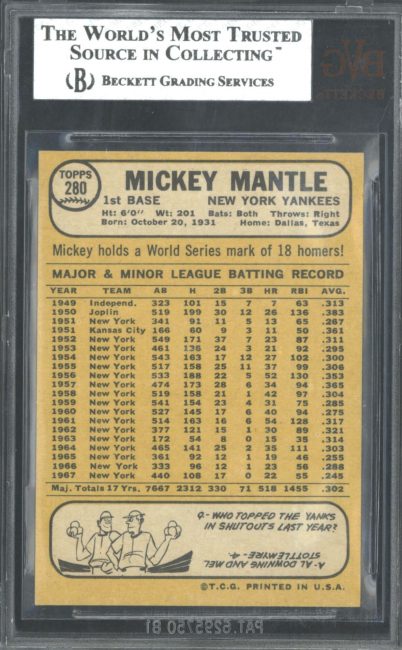 THE WORLD'S MOST TRUSTED
SOURCE IN COLLECTING™
(B) BECKETT GRADING SERVICES
BVG
BECKETT
TOPPS
280
MICKEY MANTLE
1st BASE NEW YORK YANKEES
Ht: 6'0" Wt: 201 Bats: Both Throws: Right
Born: October 20, 1931 Home: Dallas, Texas
Mickey holds a World Series mark of 18 homers!
MAJOR & MINOR LEAGUE BATTING RECORD
YEAR TEAM AB H 2B 3B HR RBI AVG.
1949 Independ. 323 101 15 7 7 63 .313
1950 Joplin 519 199 30 12 26 136 .383
1951 New York 341 91 11 5 13 65 .267
1951 Kansas City 166 60 9 3 11 50 .361
1952 New York 549 171 37 7 23 87 .311
1953 New York 461 136 24 3 21 92 .295
1954 New York 543 163 17 12 27 102 .300
1955 New York 517 158 25 11 37 99 .306
1956 New York 533 188 22 5 52 130 .353
1957 New York 474 173 28 6 34 94 .365
1958 New York 519 158 21 1 42 97 .304
1959 New York 541 154 23 4 31 75 .285
1960 New York 527 145 17 6 40 94 .275
1961 New York 514 163 16 6 54 128 .317
1962 New York 377 121 15 1 30 89 .321
1963 New York 172 54 8 0 15 35 .314
1964 New York 465 141 25 2 35 111 .303
1965 New York 361 92 12 1 19 46 .255
1966 New York 333 96 12 1 23 56 .288
1967 New York 440 108 17 0 22 55 .245
Maj. Totals 17 Yrs. 7667 2312 330 71 518 1455 .302
Q-WHO TOPPED THE YANKS
IN SHUTOUTS LAST YEAR?
A-AL DOWNING AND MEL
STOTTLEMYRE-4
©T.C.G. PRINTED IN U.S.A.